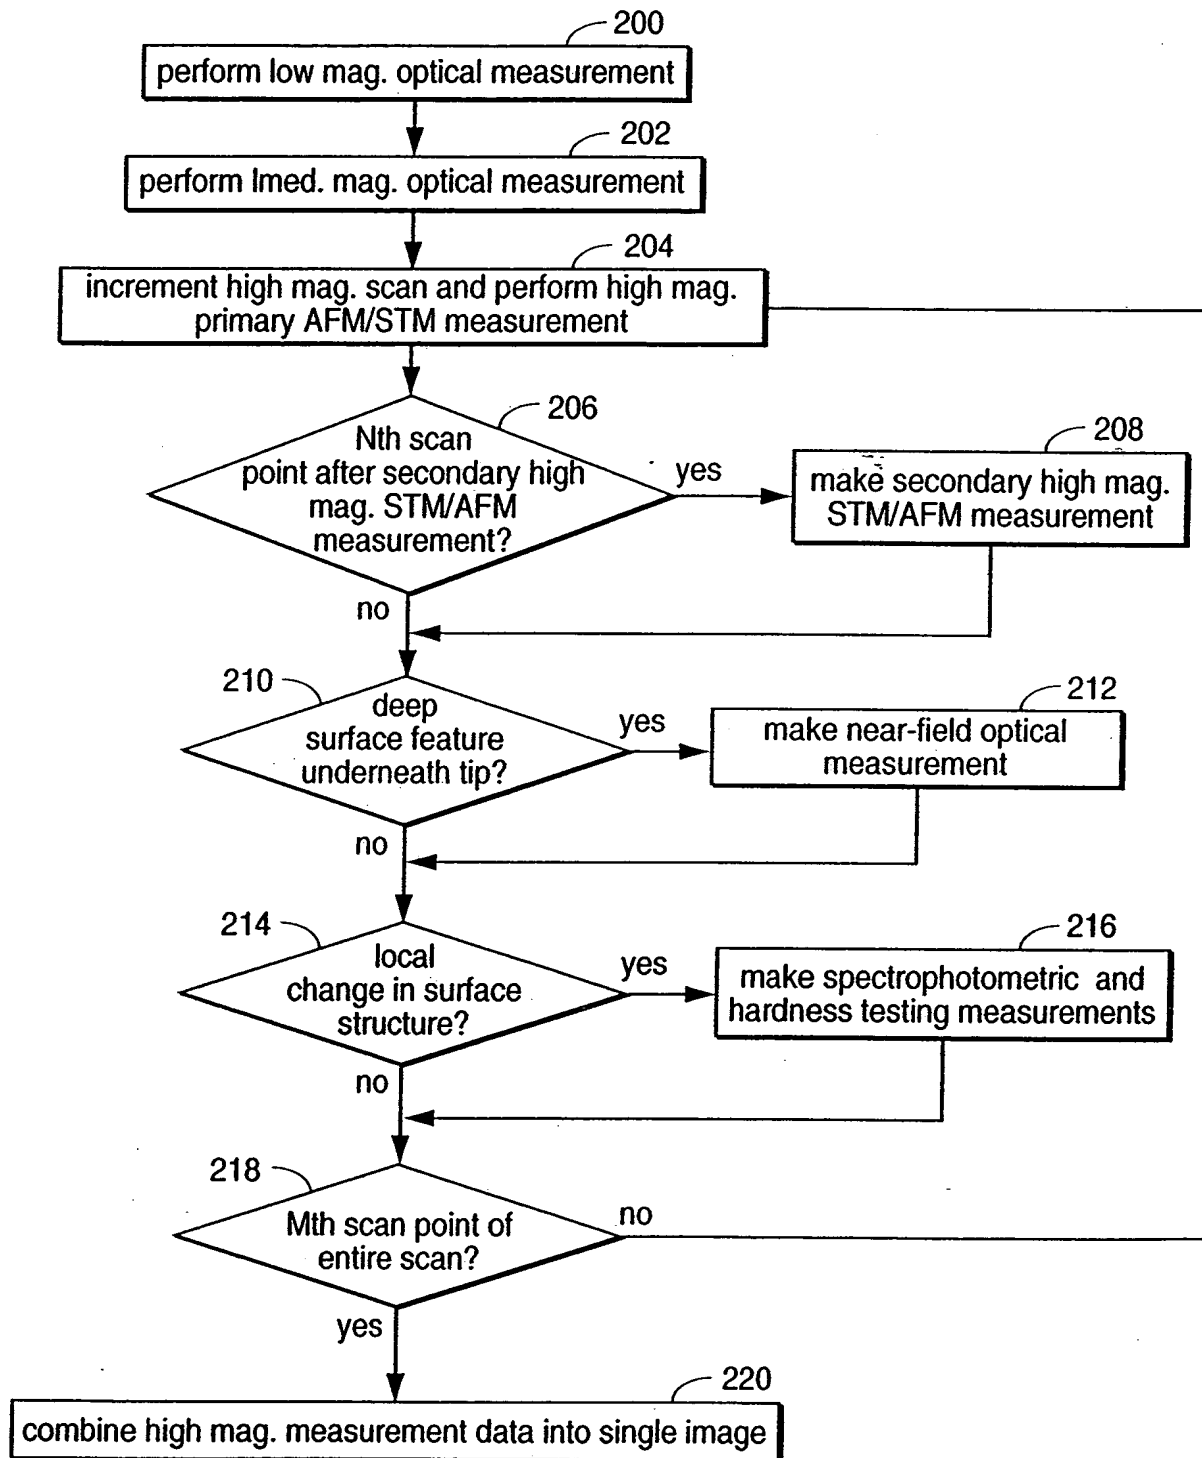 200
perform low mag. optical measurement
202
perform Imed. mag. optical measurement
204
increment high mag. scan and perform high mag.
primary AFM/STM measurement
206
Nth scan
point after secondary high
mag. STM/AFM
measurement?
yes
208
make secondary high mag.
STM/AFM measurement
no
210
deep
surface feature
underneath tip?
yes
212
make near-field optical
measurement
no
214
local
change in surface
structure?
yes
216
make spectrophotometric and
hardness testing measurements
no
218
Mth scan point of
entire scan?
no
yes
220
combine high mag. measurement data into single image